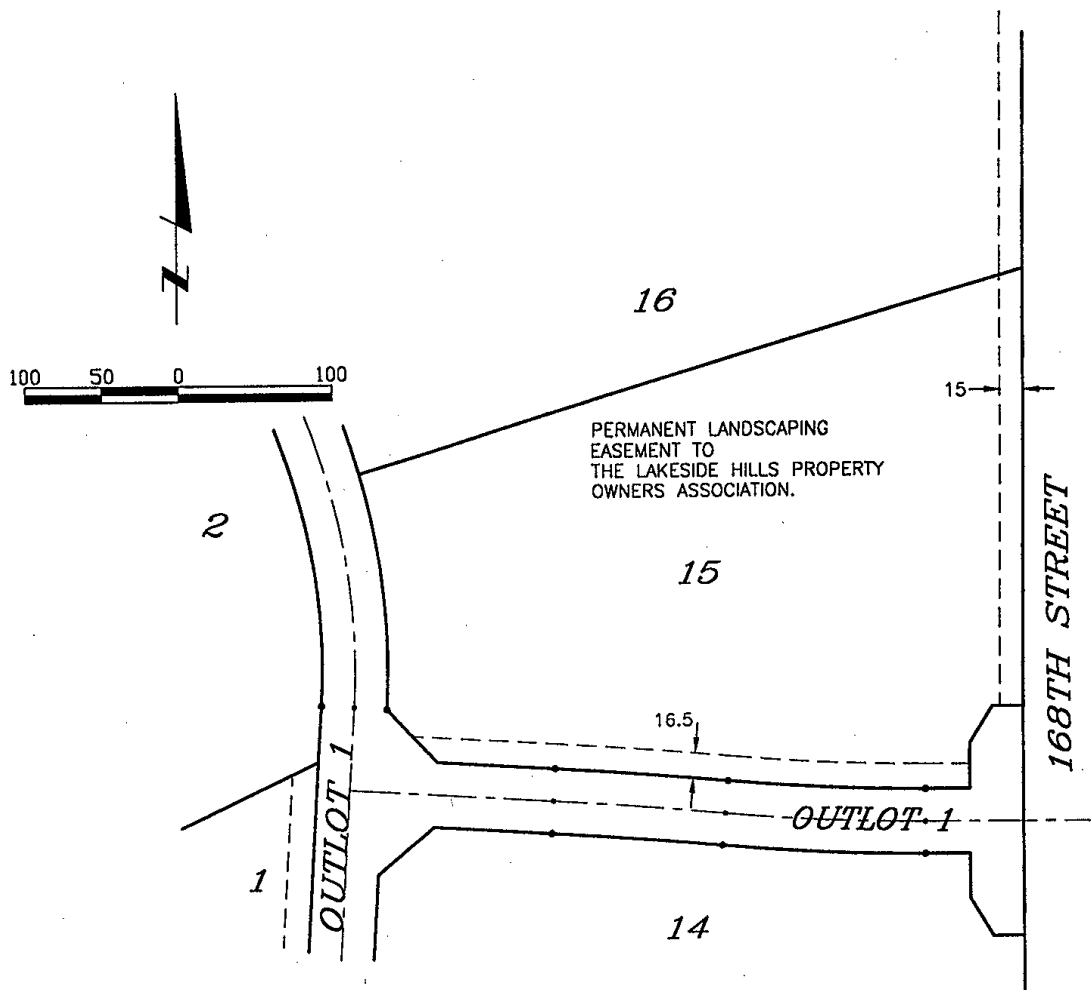 Z
16
100 50 0 100
15
PERMANENT LANDSCAPING
EASEMENT TO
THE LAKESIDE HILLS PROPERTY
OWNERS ASSOCIATION.
2
15
168TH STREET
16.5
OUTLOT 1
OUTLOT 1
1
14